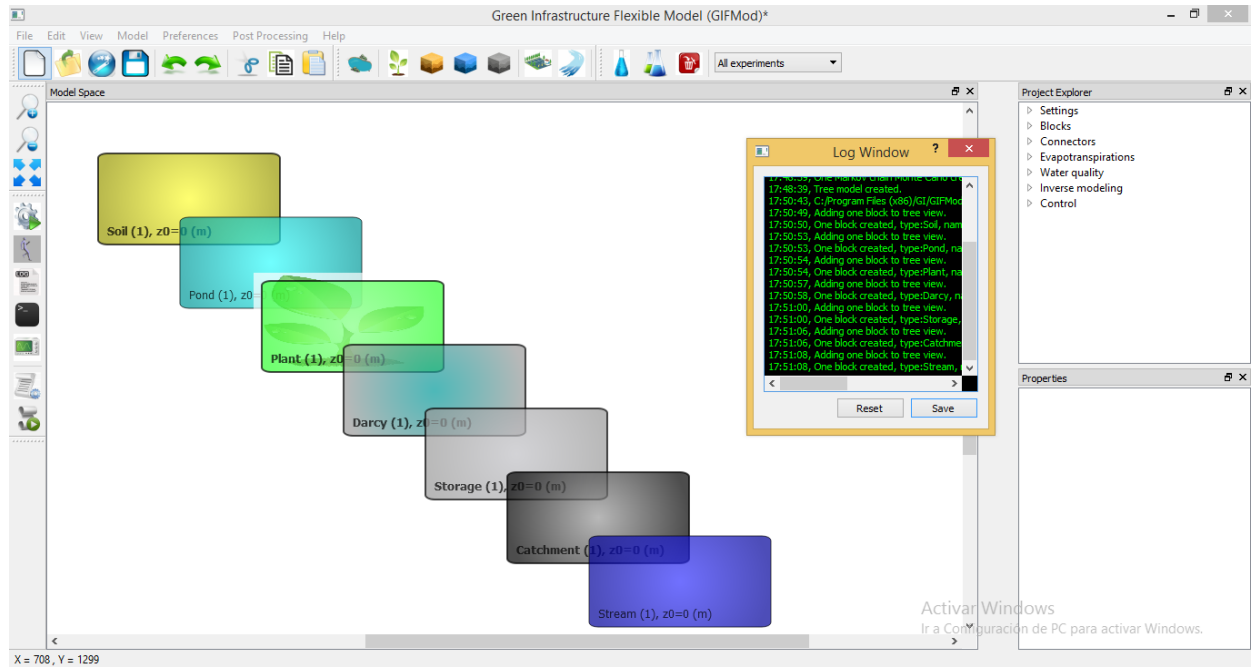 Green Infrastructure Flexible Model (GIFMod)*
File Edit View Model Preferences Post Processing Help
All experiments
Model Space
Project Explorer
Settings
Blocks
Connectors
Evapotranspirations
Water quality
Inverse modeling
Control
Log Window
17:48:39, Tree model created.
17:50:43, C:/Program Files (x86)/GI/GIFMod
17:50:49, Adding one block to tree view.
17:50:50, One block created, type:Soil, nam
17:50:53, Adding one block to tree view.
17:50:53, One block created, type:Pond, na
17:50:54, Adding one block to tree view.
17:50:54, One block created, type:Plant, na
17:50:57, Adding one block to tree view.
17:50:58, One block created, type:Darcy, n
17:51:00, Adding one block to tree view.
17:51:00, One block created, type:Storage,
17:51:06, Adding one block to tree view.
17:51:06, One block created, type:Catchme
17:51:08, Adding one block to tree view.
17:51:08, One block created, type:Stream,
Reset Save
Soil (1), z0=0 (m)
Pond (1), z0=0 (m)
Plant (1), z0=0 (m)
Darcy (1), z0=0 (m)
Storage (1), z0=0 (m)
Catchment (1), z0=0 (m)
Stream (1), z0=0 (m)
Properties
Activar Windows
Ir a Configuración de PC para activar Windows.
X = 708 , Y = 1299